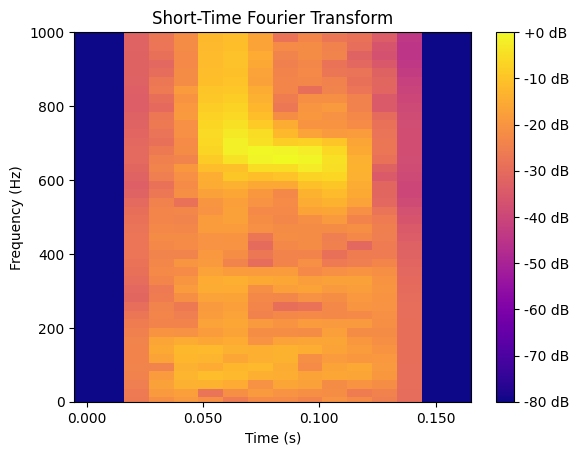 Short-Time Fourier Transform
1000
800
600
400
200
0
Frequency (Hz)
0.000
0.050
0.100
0.150
Time (s)
+0 dB
-10 dB
-20 dB
-30 dB
-40 dB
-50 dB
-60 dB
-70 dB
-80 dB